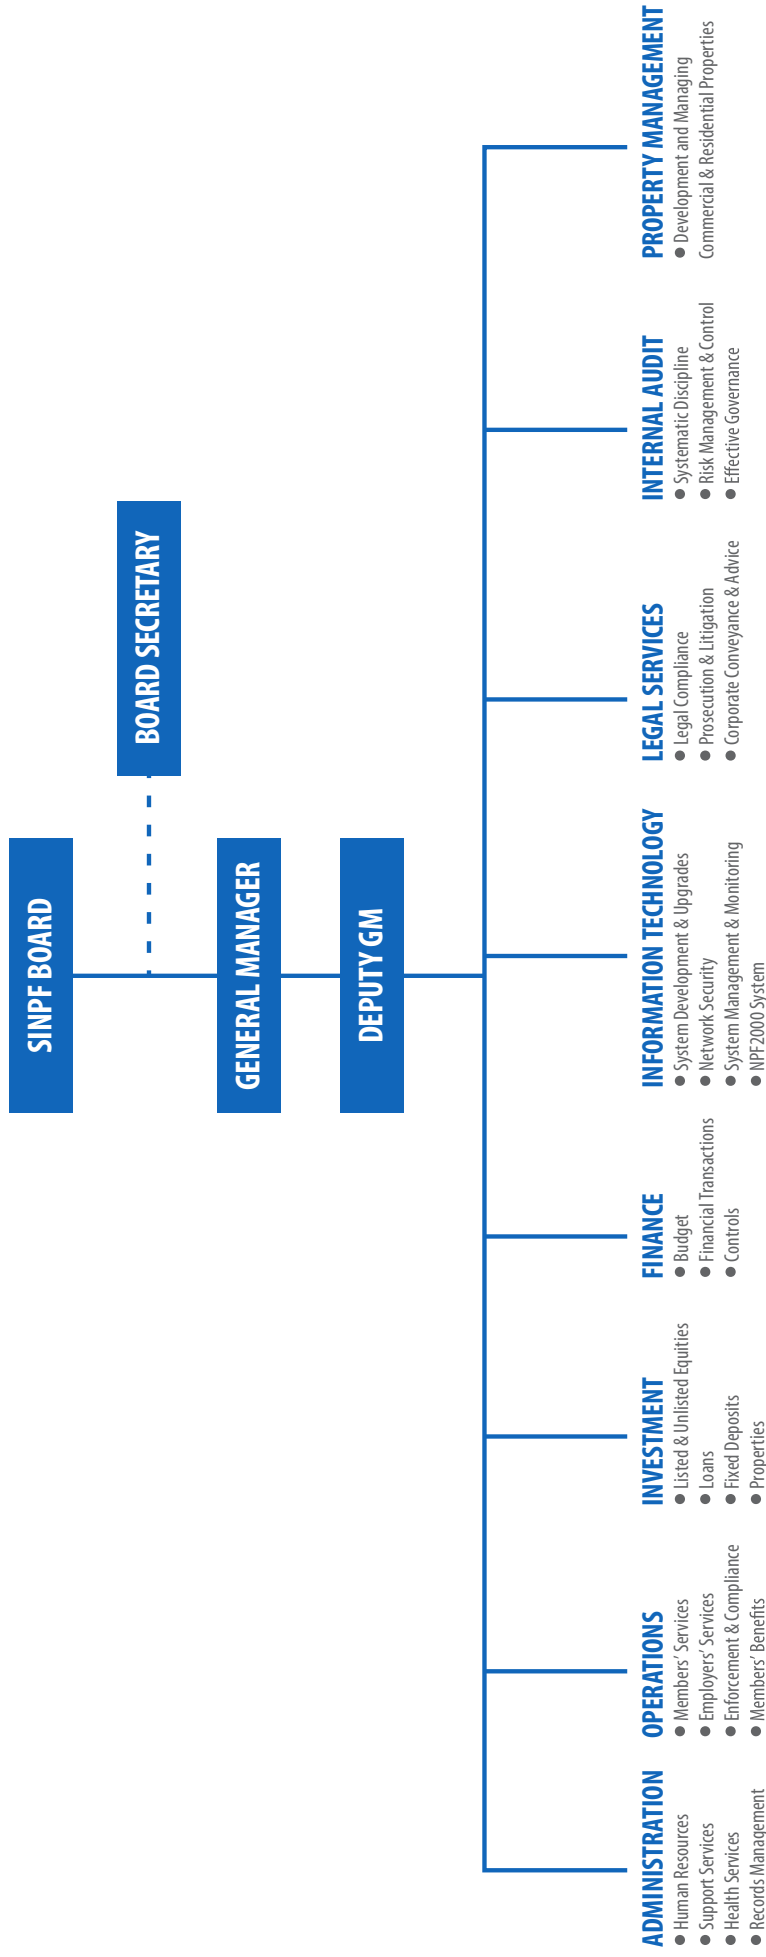 SINPF BOARD
BOARD SECRETARY
GENERAL MANAGER
DEPUTY GM
ADMINISTRATION
● Human Resources
● Support Services
● Health Services
● Records Management
OPERATIONS
● Members’ Services
● Employers’ Services
● Enforcement & Compliance
● Members’ Benefits
INVESTMENT
● Listed & Unlisted Equities
● Loans
● Fixed Deposits
● Properties
FINANCE
● Budget
● Financial Transactions
● Controls
INFORMATION TECHNOLOGY
● System Development & Upgrades
● Network Security
● System Management & Monitoring
● NPF2000 System
LEGAL SERVICES
● Legal Compliance
● Prosecution & Litigation
● Corporate Conveyance & Advice
INTERNAL AUDIT
● Systematic Discipline
● Risk Management & Control
● Effective Governance
PROPERTY MANAGEMENT
● Development and Managing
Commercial & Residential Properties